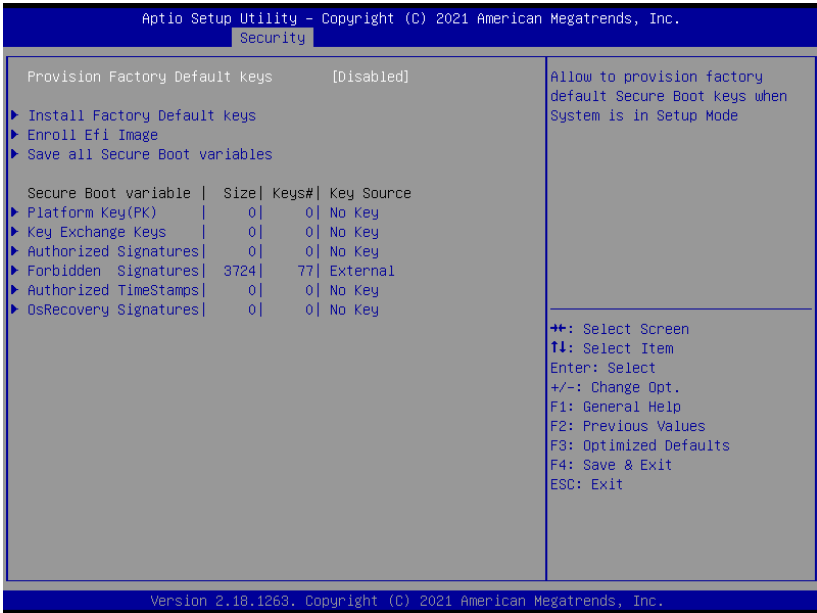 Aptio Setup Utility – Copyright (C) 2021 American Megatrends, Inc.
Security
Provision Factory Default keys [Disabled]
Install Factory Default keys
Enroll Efi Image
Save all Secure Boot variables
Secure Boot variable | Size| Keys#| Key Source
Platform Key(PK) | 0| 0| No Key
Key Exchange Keys | 0| 0| No Key
Authorized Signatures| 0| 0| No Key
Forbidden Signatures| 3724| 77| External
Authorized TimeStamps| 0| 0| No Key
OsRecovery Signatures| 0| 0| No Key
Allow to provision factory
default Secure Boot keys when
System is in Setup Mode
→←: Select Screen
↑↓: Select Item
Enter: Select
+/-: Change Opt.
F1: General Help
F2: Previous Values
F3: Optimized Defaults
F4: Save & Exit
ESC: Exit
Version 2.18.1263. Copyright (C) 2021 American Megatrends, Inc.